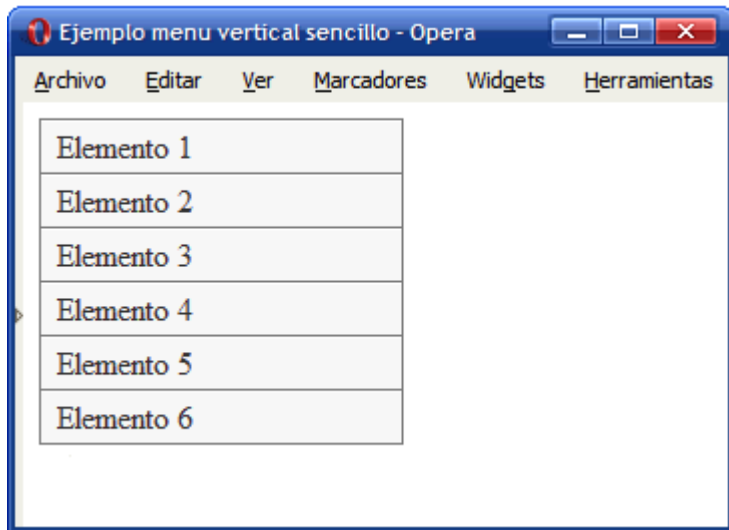 Ejemplo menu vertical sencillo - Opera
Archivo Editar Ver Marcadores Widgets Herramientas
Elemento 1
Elemento 2
Elemento 3
Elemento 4
Elemento 5
Elemento 6